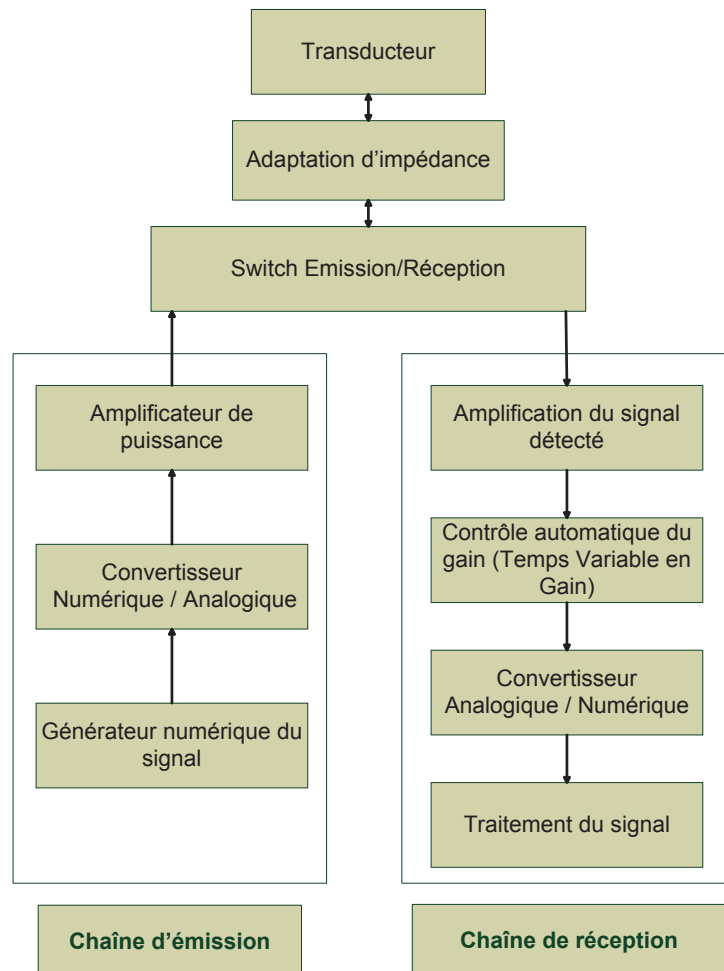 Transducteur
Adaptation d'impédance
Switch Emission/Réception
Amplificateur de
puissance
Convertisseur
Numérique / Analogique
Générateur numérique du
signal
Chaîne d'émission
Amplification du signal
détecté
Contrôle automatique du
gain (Temps Variable en
Gain)
Convertisseur
Analogique / Numérique
Traitement du signal
Chaîne de réception